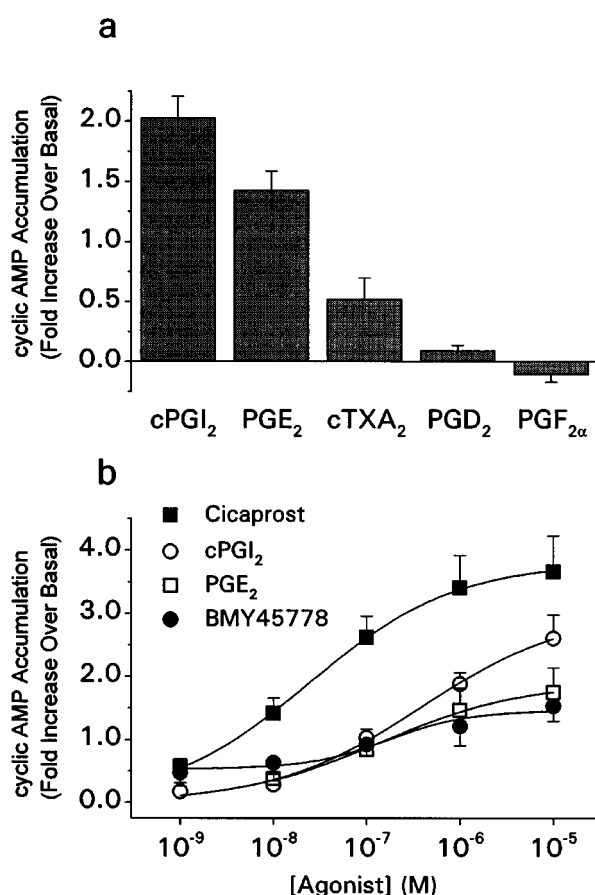 a
cyclic AMP Accumulation
(Fold Increase Over Basal)
2.0
1.5
1.0
0.5
0.0
cPGI₂ PGE₂ cTXA₂ PGD₂ PGF₂α
b
cyclic AMP Accumulation
(Fold Increase Over Basal)
Cicaprost
cPGI₂
PGE₂
BMY45778
4.0
3.0
2.0
1.0
0.0
10⁻⁹ 10⁻⁸ 10⁻⁷ 10⁻⁶ 10⁻⁵
[Agonist] (M)